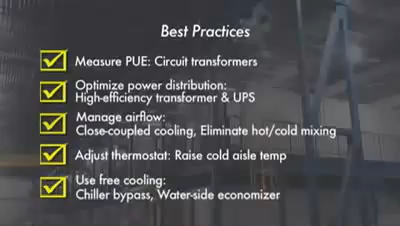 Best Practices
Measure PUE: Circuit transformers
Optimize power distribution:
High-efficiency transformer & UPS
Manage airflow:
Close-coupled cooling, Eliminate hot/cold mixing
Adjust thermostat: Raise cold aisle temp
Use free cooling:
Chiller bypass, Water-side economizer